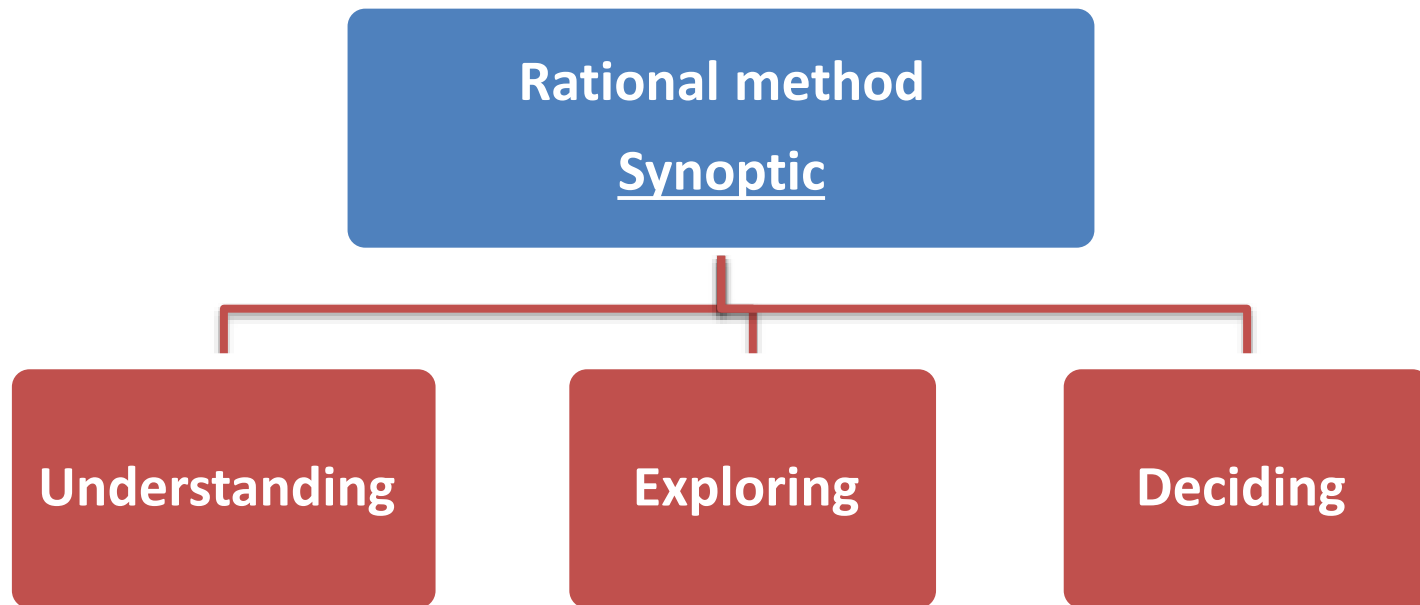 Rational method
Synoptic
Understanding
Exploring
Deciding